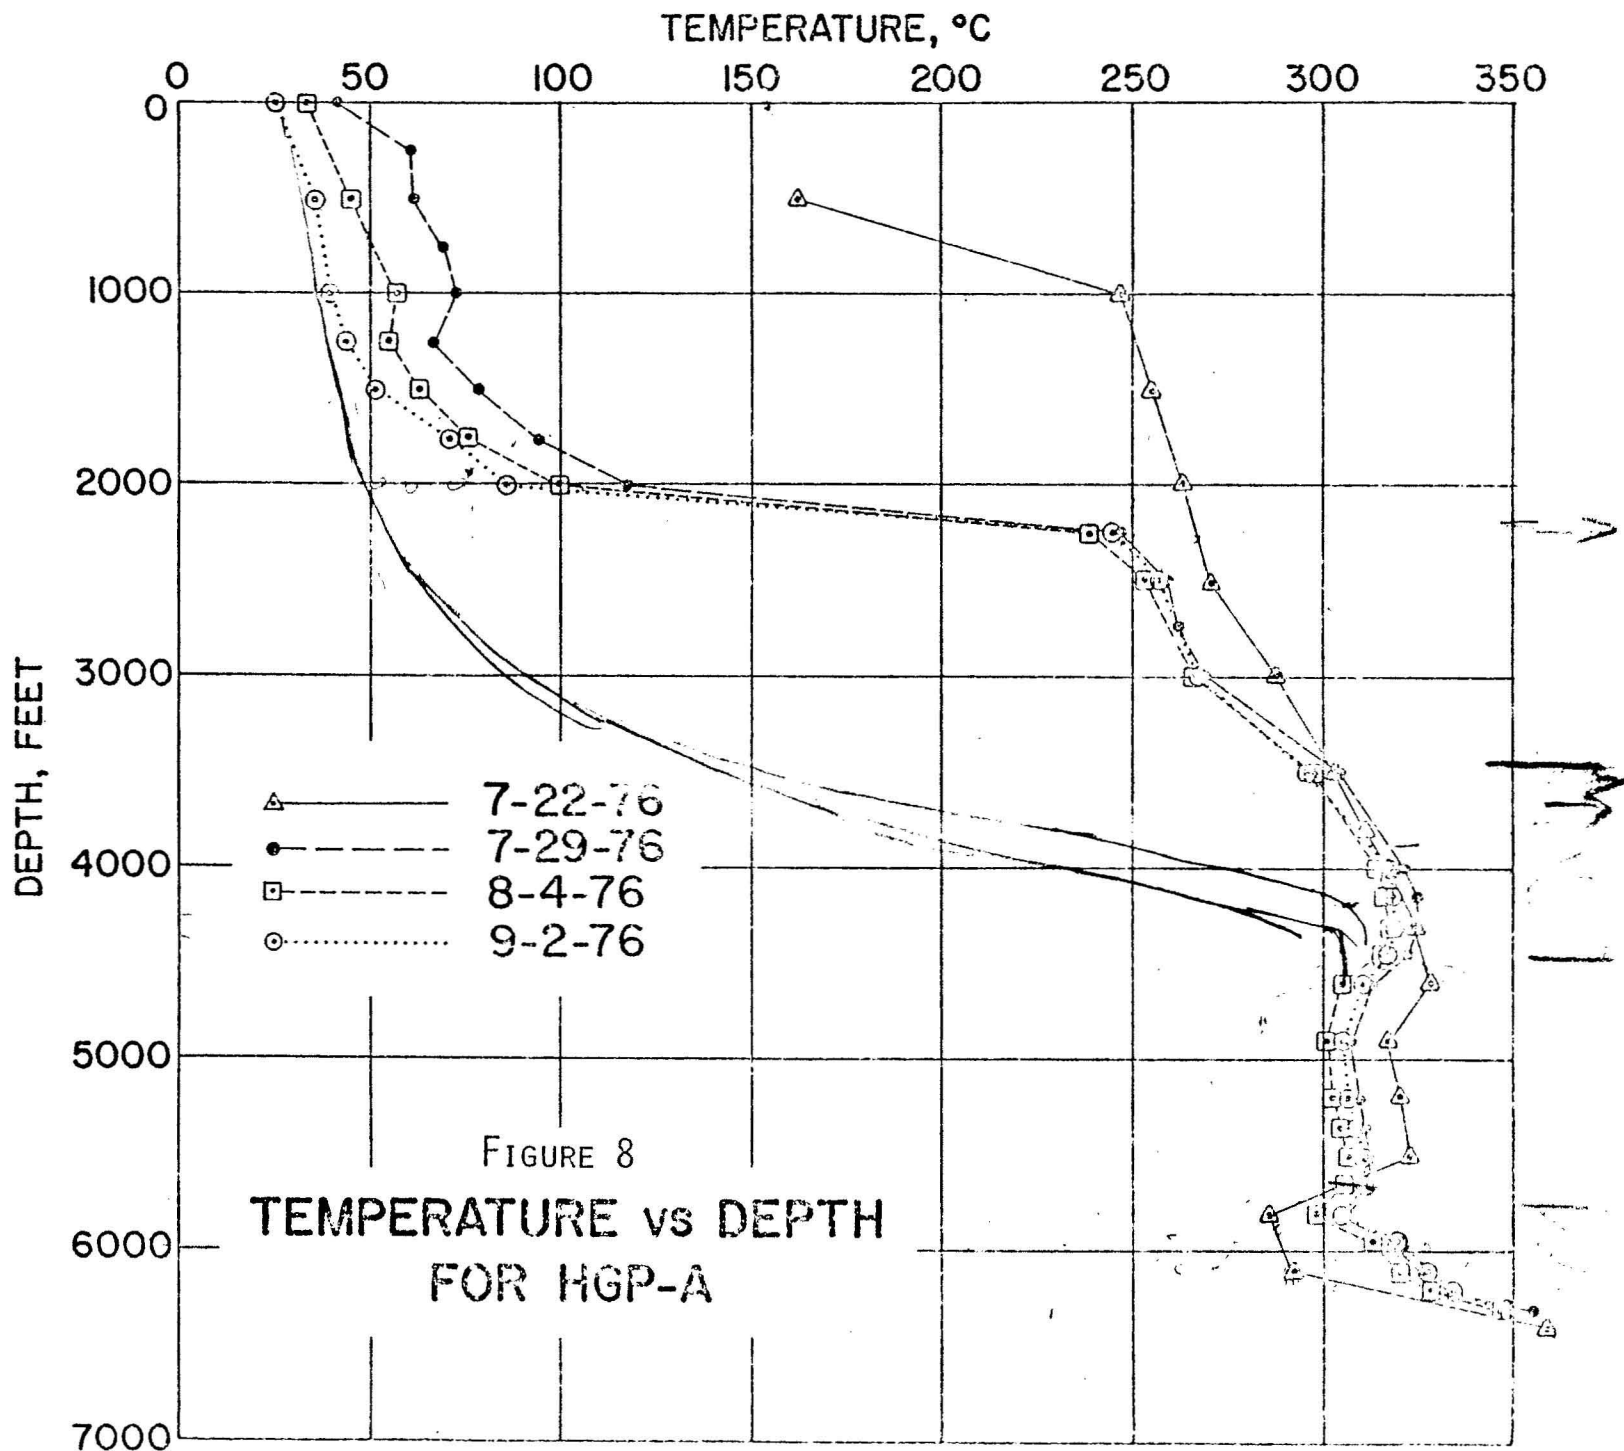 TEMPERATURE, °C
0 50 100 150 200 250 300 350
0
1000
2000
3000
4000
5000
6000
7000
DEPTH, FEET
7-22-76
7-29-76
8-4-76
9-2-76
FIGURE 8
TEMPERATURE vs DEPTH
FOR HGP-A